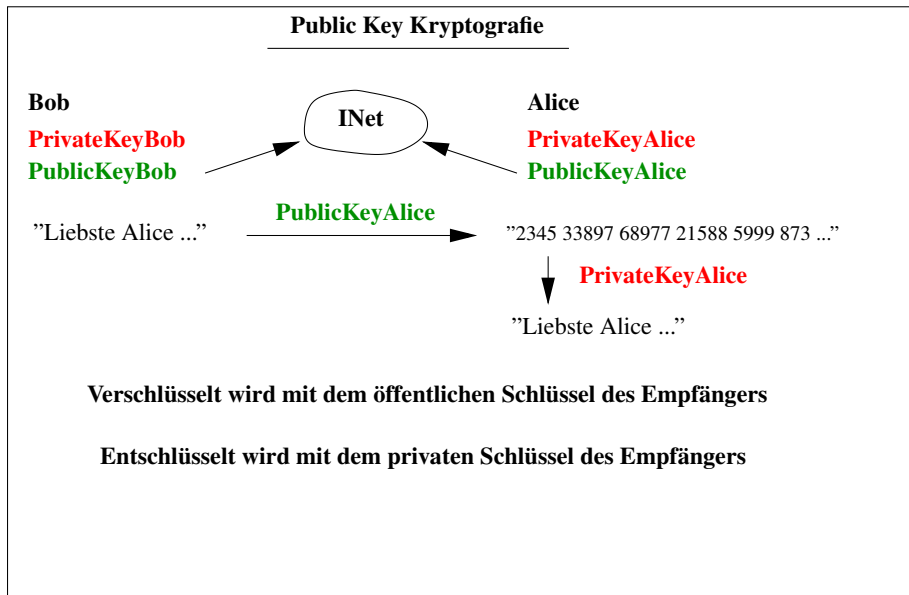 Public Key Kryptografie
Bob
INet
Alice
PrivateKeyBob
PrivateKeyAlice
PublicKeyBob
PublicKeyAlice
PublicKeyAlice
”Liebste Alice ...”
”2345 33897 68977 21588 5999 873 ...”
PrivateKeyAlice
”Liebste Alice ...”
Verschlüsselt wird mit dem öffentlichen Schlüssel des Empfängers
Entschlüsselt wird mit dem privaten Schlüssel des Empfängers